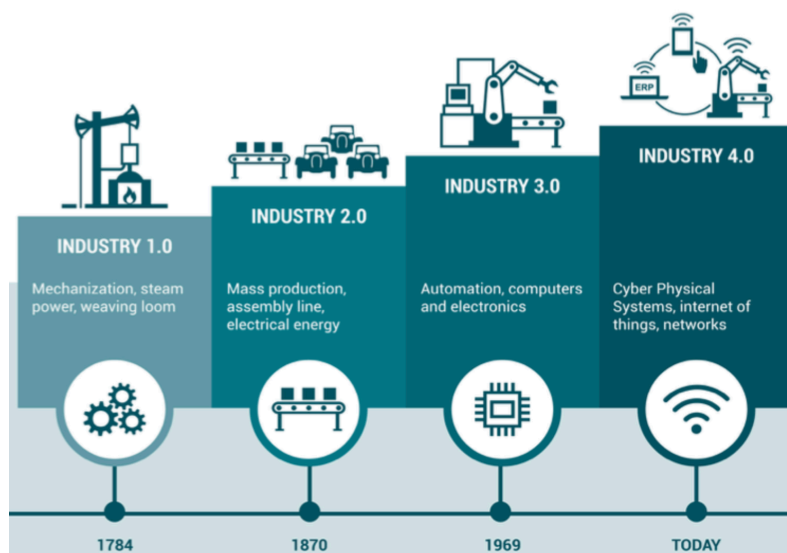 ERP
INDUSTRY 1.0
Mechanization, steam
power, weaving loom
INDUSTRY 2.0
Mass production,
assembly line,
electrical energy
INDUSTRY 3.0
Automation, computers
and electronics
INDUSTRY 4.0
Cyber Physical
Systems, internet of
things, networks
1784
1870
1969
TODAY